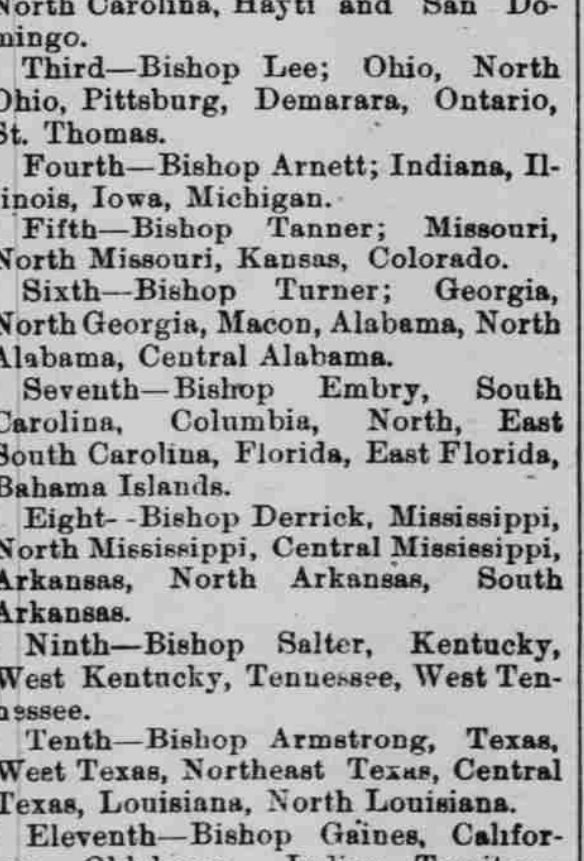 North Carolina, Hayti and San Do-
mingo.
Third—Bishop Lee; Ohio, North
Ohio, Pittsburg, Demarara, Ontario,
St. Thomas.
Fourth—Bishop Arnett; Indiana, Il-
linois, Iowa, Michigan.
Fifth—Bishop Tanner; Missouri,
North Missouri, Kansas, Colorado.
Sixth—Bishop Turner; Georgia,
North Georgia, Macon, Alabama, North
Alabama, Central Alabama.
Seventh—Bishop Embry, South
Carolina, Columbia, North, East
South Carolina, Florida, East Florida,
Bahama Islands.
Eight--Bishop Derrick, Mississippi,
North Mississippi, Central Mississippi,
Arkansas, North Arkansas, South
Arkansas.
Ninth—Bishop Salter, Kentucky,
West Kentucky, Tennessee, West Ten-
nessee.
Tenth—Bishop Armstrong, Texas,
West Texas, Northeast Texas, Central
Texas, Louisiana, North Louisiana.
Eleventh—Bishop Gaines, Califor-